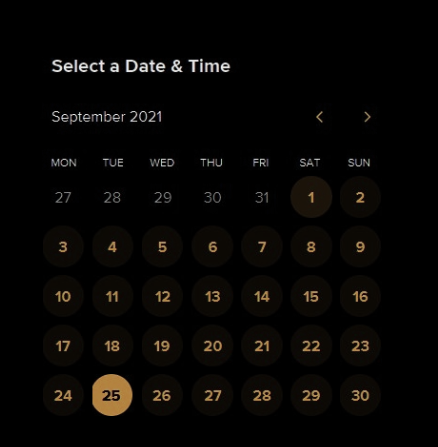 Select a Date & Time
September 2021
MON TUE WED THU FRI SAT SUN
27 28 29 30 31 1 2
3 4 5 6 7 8 9
10 11 12 13 14 15 16
17 18 19 20 21 22 23
24 25 26 27 28 29 30